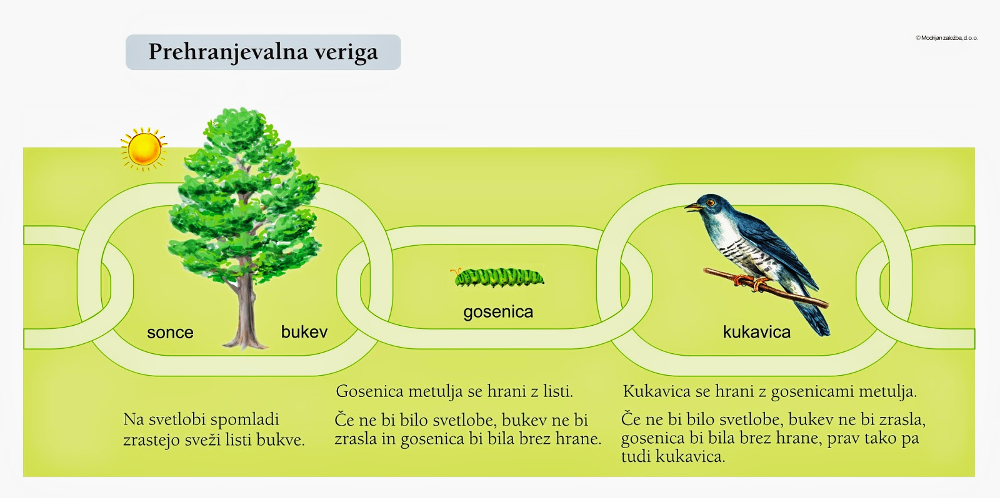 Prehranjevalna veriga
© Modrijan založba, d. o. o.
sonce
bukev
gosenica
kukavica
Na svetlobi spomladi
zrastejo sveži listi bukve.
Gosenica metulja se hrani z listi.
Če ne bi bilo svetlobe, bukev ne bi
zrasla in gosenica bi bila brez hrane.
Kukavica se hrani z gosenicami metulja.
Če ne bi bilo svetlobe, bukev ne bi zrasla,
gosenica bi bila brez hrane, prav tako pa
tudi kukavica.